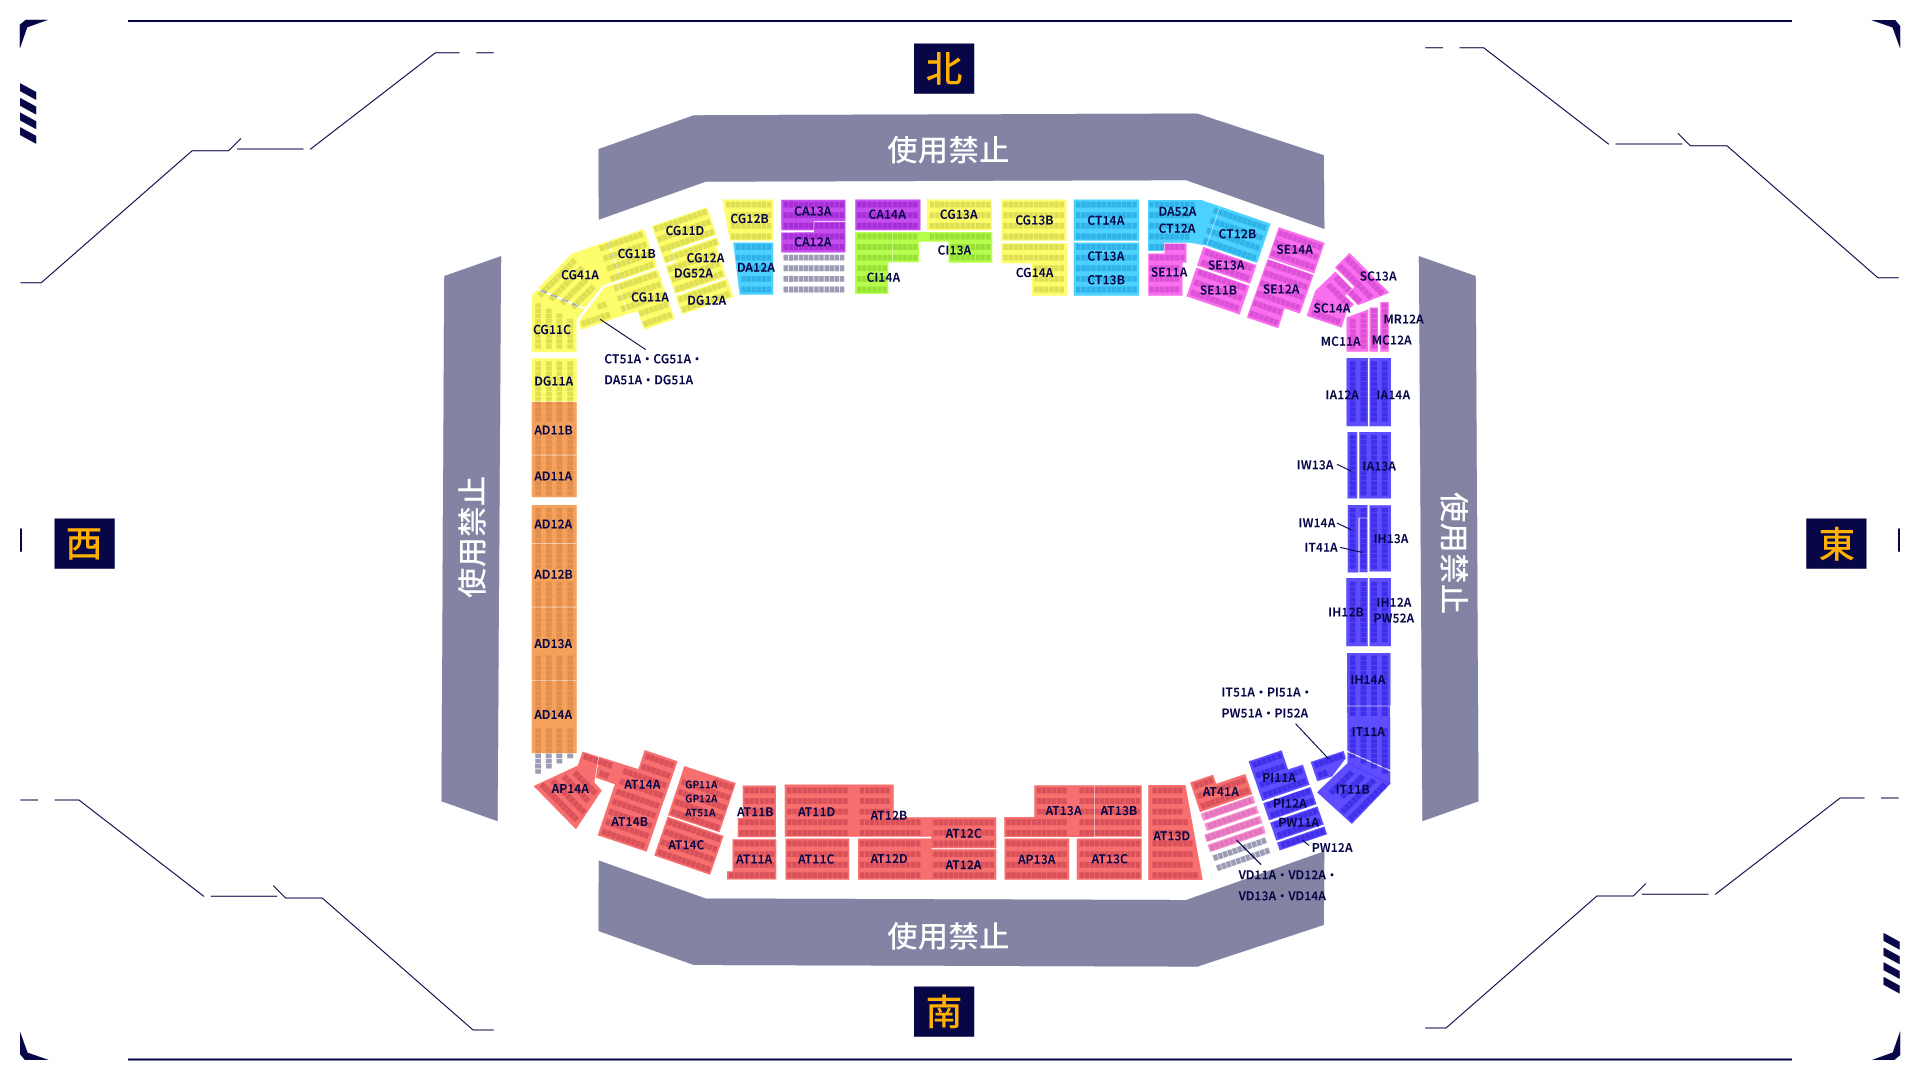 北
使用禁止
CA13A
CA14A
CG13A
CG12B
CG13B
CT14A
DA52A
CT12A
CT12B
CG11D
CA12A
CI13A
SE14A
CG11B
CG12A
DG52A
DA12A
CI14A
CG14A
CT13A
CT13B
SE11A
SE13A
SE11B
SE12A
SC13A
SC14A
CG41A
CG11A
DG12A
CG11C
MR12A
MC11A
MC12A
CT51A・CG51A・
DA51A・DG51A
DG11A
IA12A
IA14A
AD11B
AD11A
IW13A
IA13A
AD12A
IW14A
IT41A
IH13A
西
使用禁止
使用禁止
東
AD12B
IH12B
IH12A
PW52A
AD13A
IH14A
AD14A
IT51A・PI51A・
PW51A・PI52A
IT11A
AP14A
AT14A
GP11A
GP12A
AT51A
AT14B
AT14C
AT11B
AT11D
AT12B
AT12C
AT11A
AT11C
AT12D
AT12A
AT13A
AT13B
AP13A
AT13C
AT13D
AT41A
PI11A
PI12A
PW11A
PW12A
IT11B
VD11A・VD12A・
VD13A・VD14A
使用禁止
南